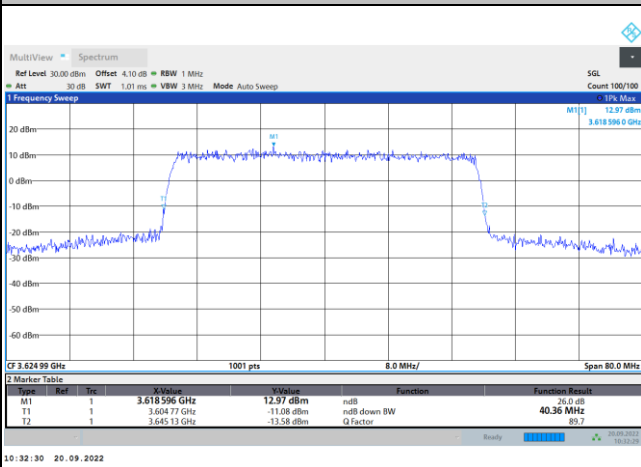 MultiView Spectrum
Ref Level 30.00 dBm Offset 4.10 dB RBW 1 MHz SGL
Att 30 dB SWT 1.01 ms VBW 3 MHz Mode Auto Sweep Count 100/100
1 Frequency Sweep 1Pk Max
M1[1] 12.97 dBm
3.618 596 0 GHz
20 dBm
M1
10 dBm
0 dBm
T1
-10 dBm
T2
-20 dBm
-30 dBm
-40 dBm
-50 dBm
-60 dBm
CF 3.624 99 GHz 1001 pts 8.0 MHz/ Span 80.0 MHz
2 Marker Table
Type Ref Trc X-Value Y-Value Function Function Result
M1 1 3.618 596 GHz 12.97 dBm ndB 26.0 dB
T1 1 3.604 77 GHz -11.08 dBm ndB down BW 40.36 MHz
T2 1 3.645 13 GHz -13.58 dBm Q Factor 89.7
Ready 20.09.2022
10:32:29
10:32:30 20.09.2022